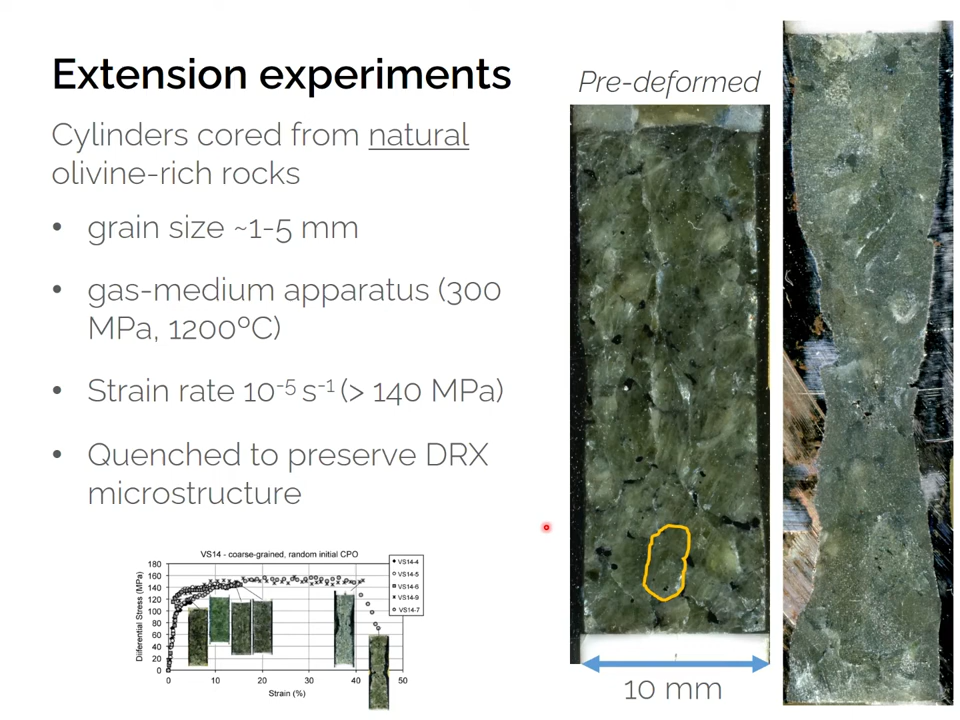 Extension experiments
Cylinders cored from natural
olivine-rich rocks
• grain size ~1-5 mm
• gas-medium apparatus (300
MPa, 1200ºC)
• Strain rate 10⁻⁵ s⁻¹ (> 140 MPa)
• Quenched to preserve DRX
microstructure
Pre-deformed
10 mm
VS14 - coarse-grained, random initial CPO
Differential Stress (MPa)
180
160
140
120
100
80
60
40
20
0
0 10 20 30 40 50
Strain (%)
VS14-4
VS14-5
VS14-6
VS14-9
VS14-7